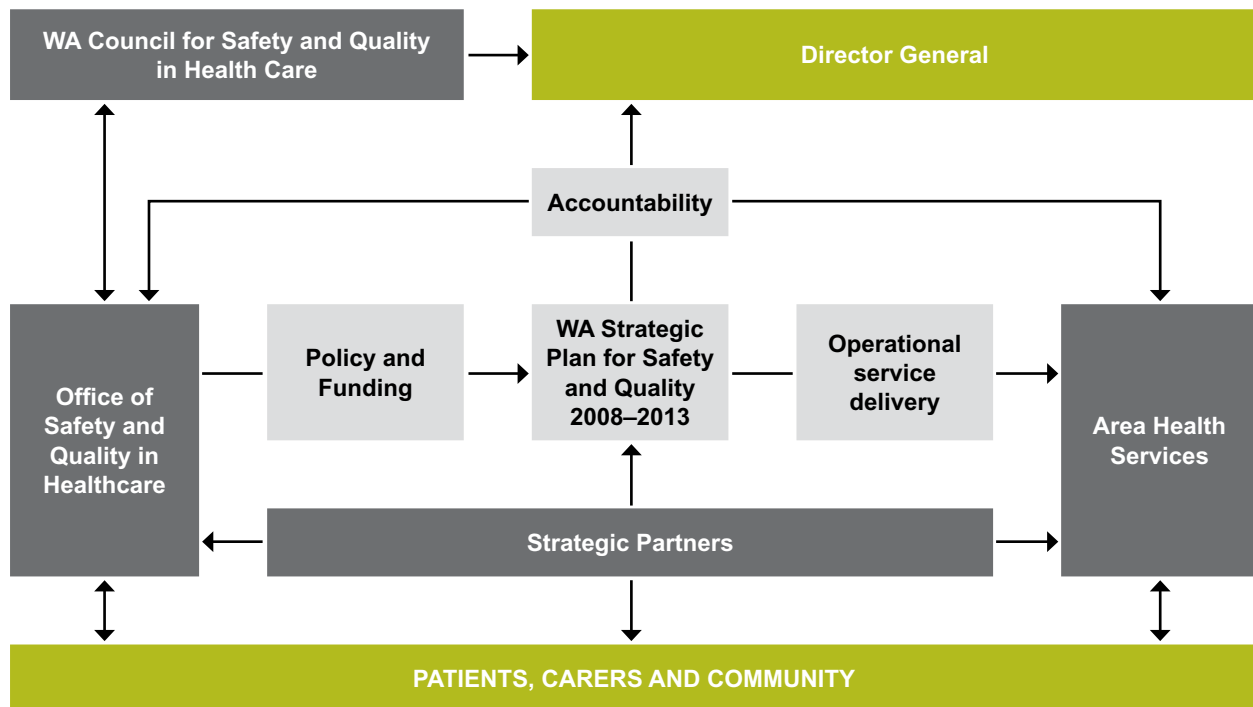 WA Council for Safety and Quality
in Health Care
Director General
Accountability
Office of
Safety and
Quality in
Healthcare
Policy and
Funding
WA Strategic
Plan for Safety
and Quality
2008–2013
Operational
service
delivery
Area Health
Services
Strategic Partners
PATIENTS, CARERS AND COMMUNITY